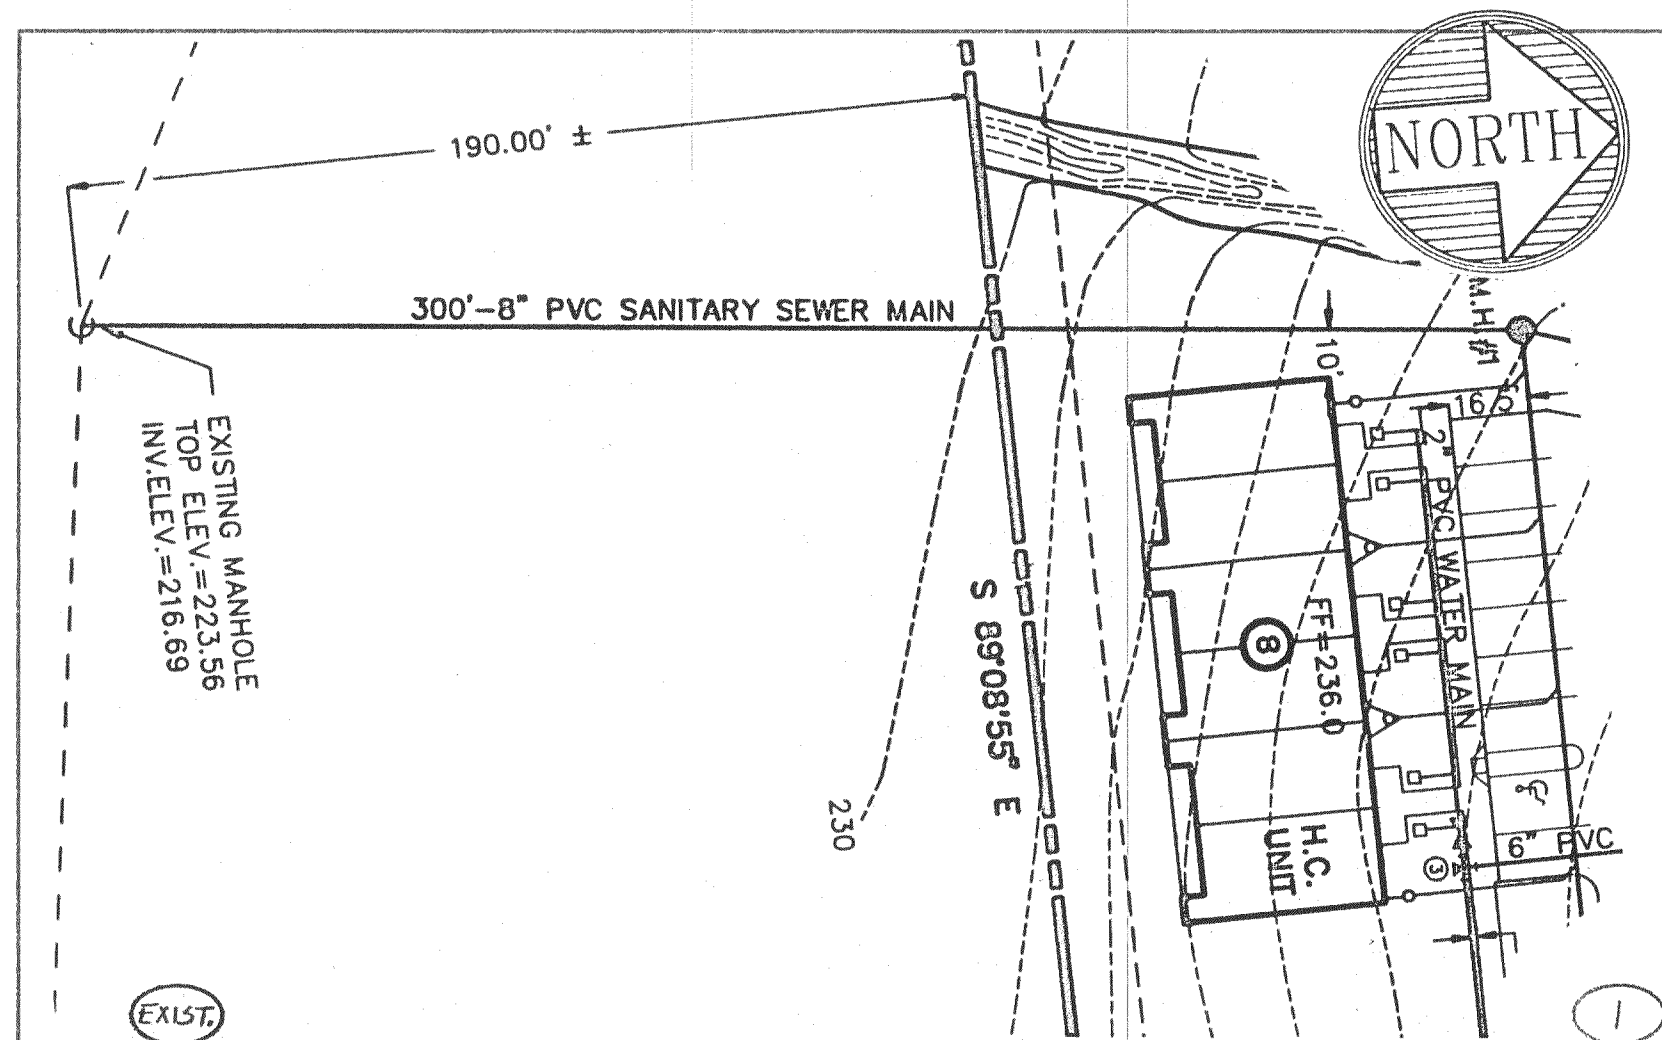 NORTH
190.00' ±
300'-8" PVC SANITARY SEWER MAIN
M.H. #1
10'
16.5
EXISTING MANHOLE
TOP ELEV.=223.56
INV.ELEV.=216.69
2" PVC WATER MAIN
S 89°08'55" E
8
FF=236.0
230
H.C.
UNIT
6" PVC
3
EXIST.
1